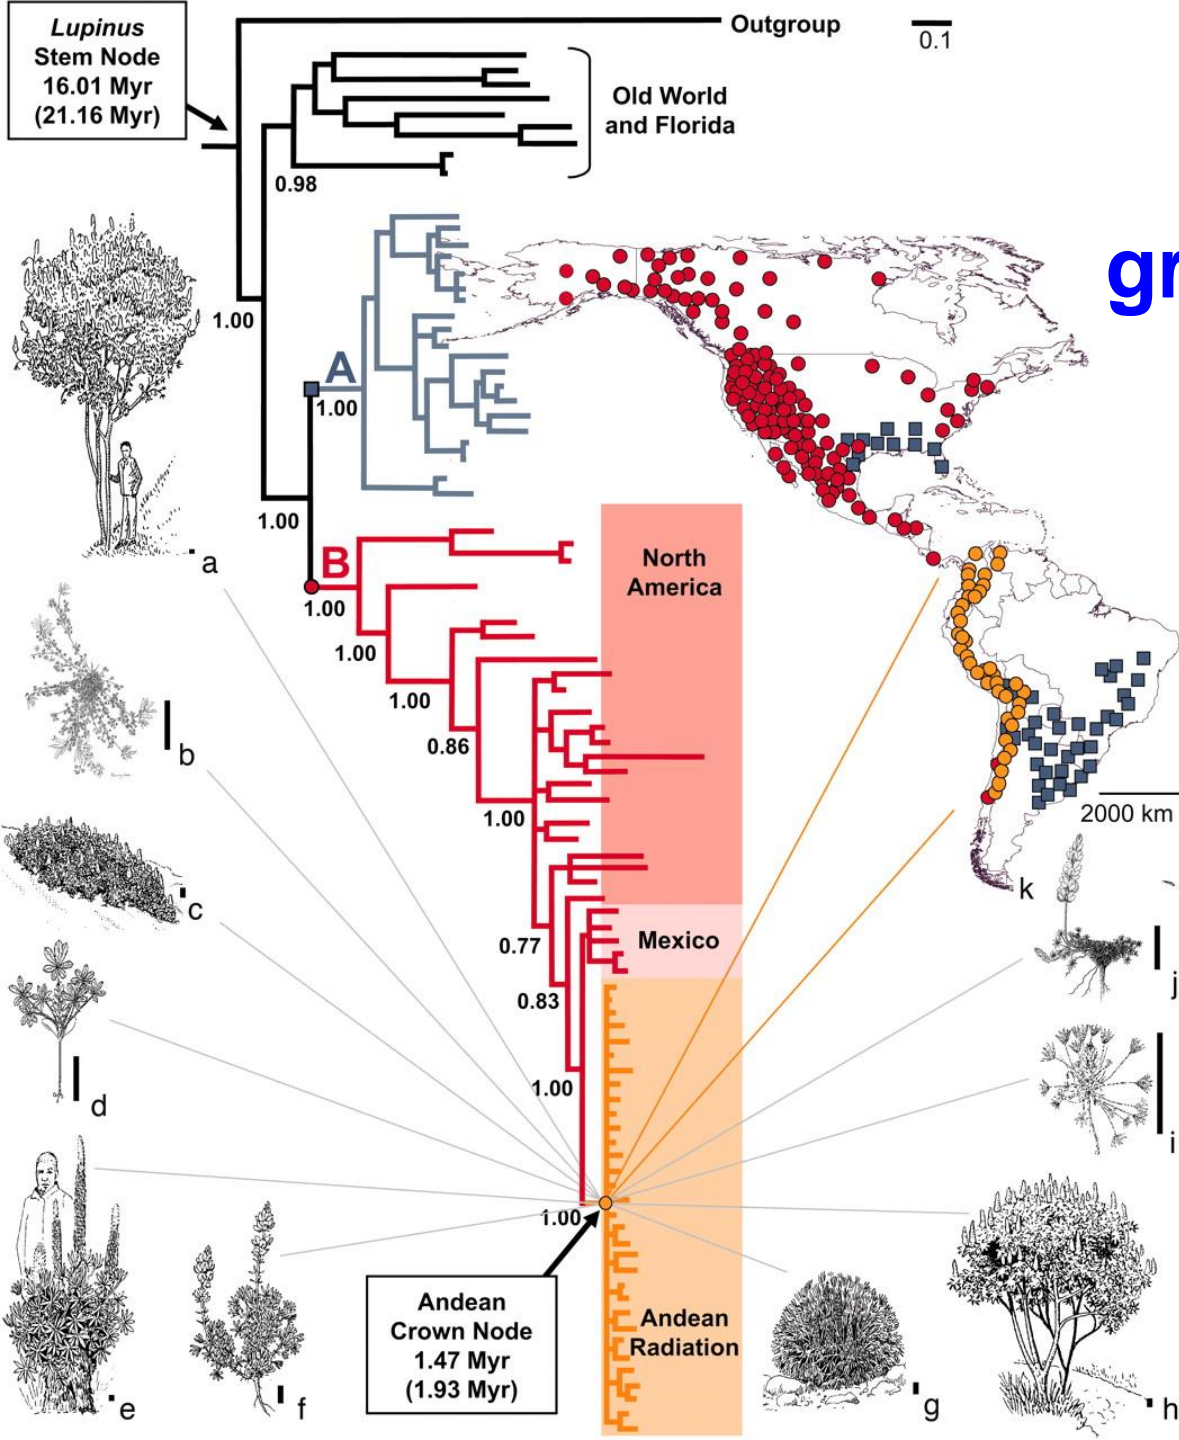 Lupinus
Stem Node
16.01 Myr
(21.16 Myr)
Outgroup
0.1
Old World
and Florida
0.98
gr
1.00
A
1.00
1.00
B
1.00
North
America
a
1.00
1.00
b
0.86
2000 km
1.00
k
c
Mexico
0.77
j
0.83
d
1.00
i
1.00
Andean
Crown Node
1.47 Myr
(1.93 Myr)
Andean
Radiation
e
f
g
h